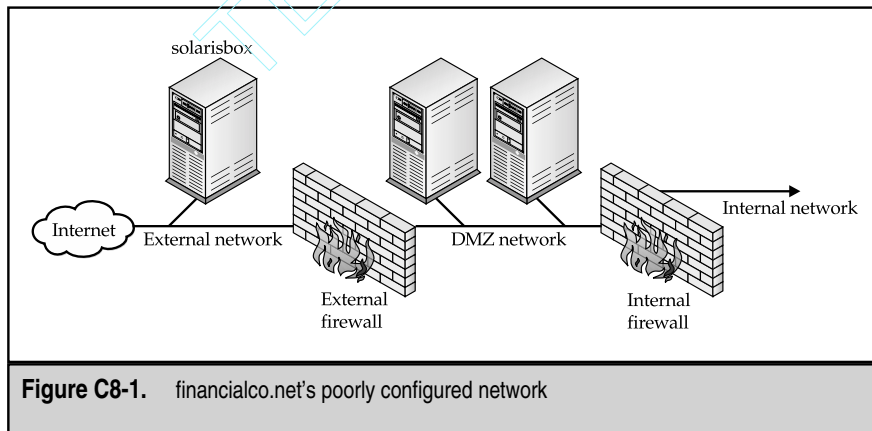 solarisbox
Internet
External network
DMZ network
Internal network
External
firewall
Internal
firewall
Figure C8-1. financialco.net's poorly configured network